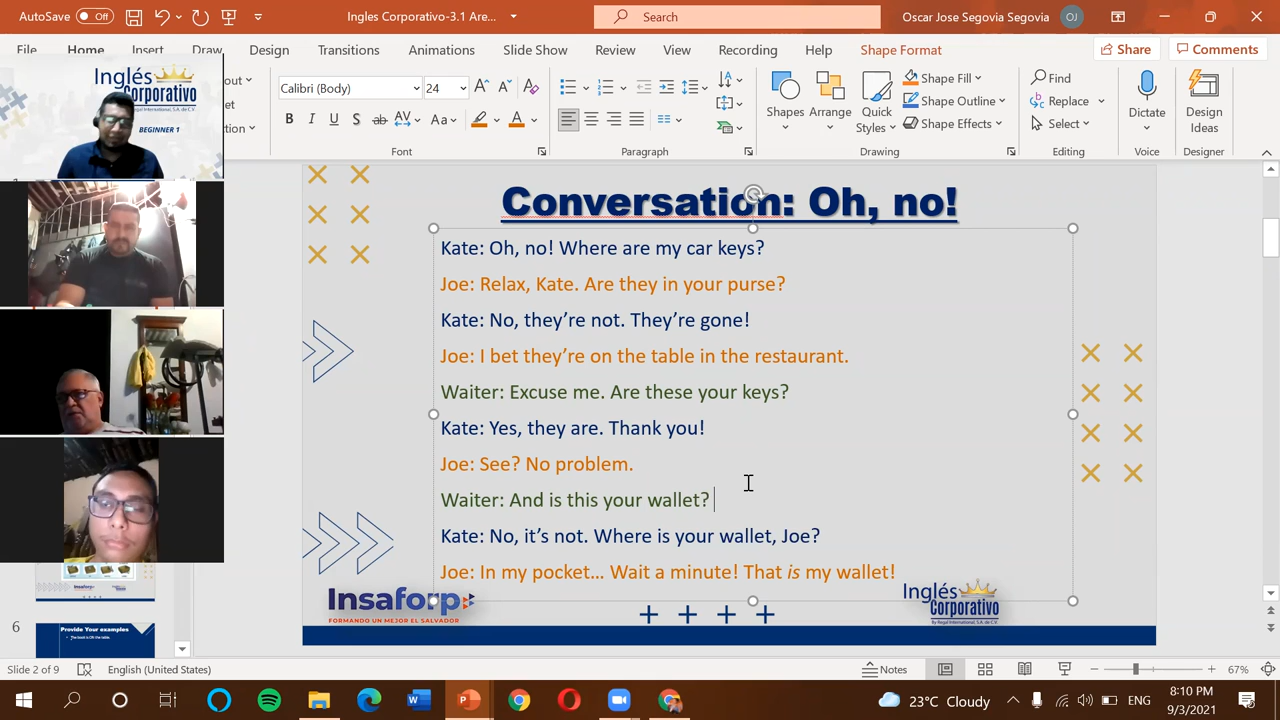 AutoSave Off
Ingles Corporativo-3.1 Are...
Search
Oscar Jose Segovia Segovia OJ
File Home Insert Draw Design Transitions Animations Slide Show Review View Recording Help Shape Format Share Comments
Calibri (Body) 24
Shapes Arrange Quick Styles
Shape Fill
Shape Outline
Shape Effects
Find
Replace
Select
Dictate
Design Ideas
Font Paragraph Drawing Editing Voice Designer
Inglés
Corporativo
BEGINNER 1
Conversation: Oh, no!
Kate: Oh, no! Where are my car keys?
Joe: Relax, Kate. Are they in your purse?
Kate: No, they’re not. They’re gone!
Joe: I bet they’re on the table in the restaurant.
Waiter: Excuse me. Are these your keys?
Kate: Yes, they are. Thank you!
Joe: See? No problem.
Waiter: And is this your wallet?
Kate: No, it’s not. Where is your wallet, Joe?
Joe: In my pocket... Wait a minute! That is my wallet!
Insaforp
FORMANDO UN MEJOR EL SALVADOR
Inglés
Corporativo
6
Provide Your examples
Slide 2 of 9 English (United States) Notes 67%
23°C Cloudy ENG 8:10 PM
9/3/2021